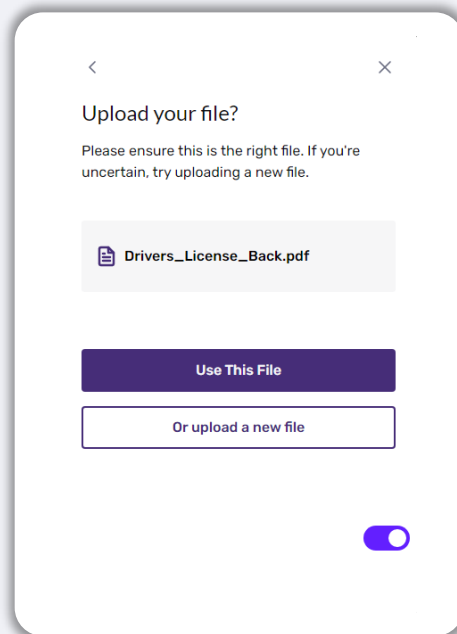 Upload your file?
Please ensure this is the right file. If you're
uncertain, try uploading a new file.
Drivers_License_Back.pdf
Use This File
Or upload a new file